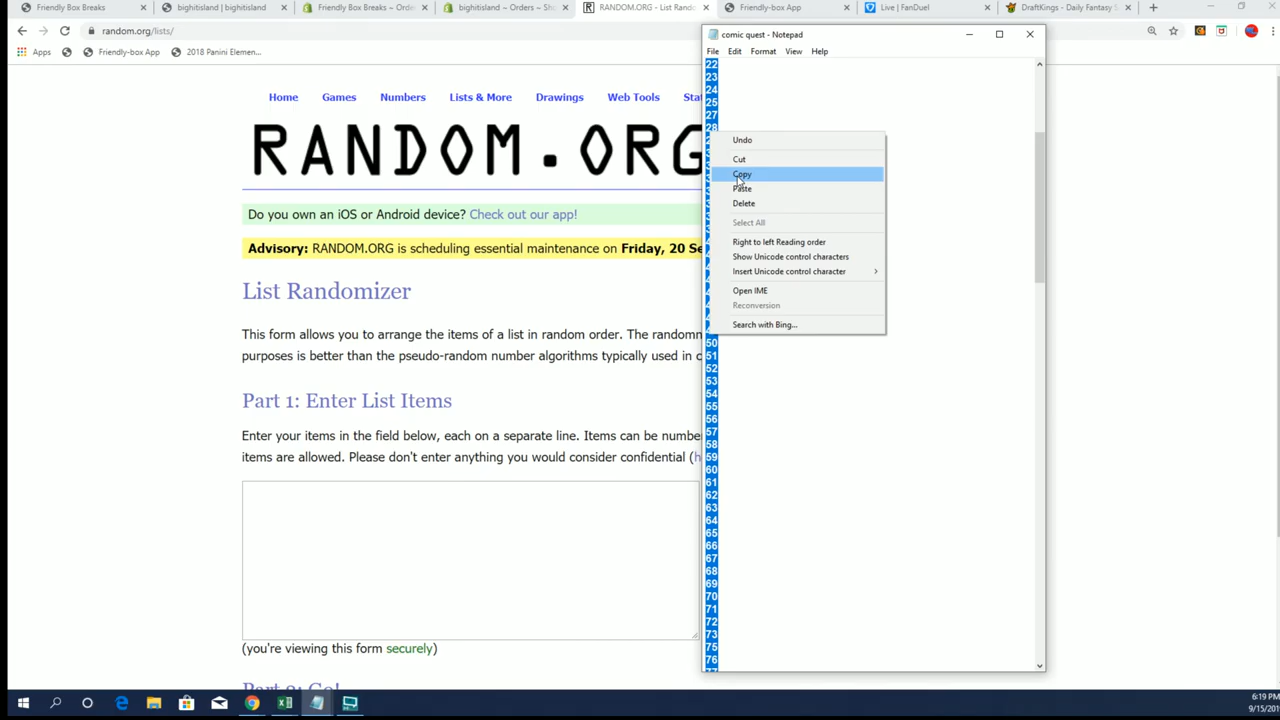 Friendly Box Breaks
bighitisland | bighitisland
Friendly Box Breaks ~ Orde
bighitisland ~ Orders ~ Sh
RANDOM.ORG - List Rand
Friendly-box App
Live | FanDuel
DraftKings - Daily Fantasy S
random.org/lists/
Apps
Friendly-box App
2018 Panini Elemen...
comic quest - Notepad
File Edit Format View Help
Home Games Numbers Lists & More Drawings Web Tools Stat
RANDOM.ORG
Do you own an iOS or Android device? Check out our app!
Advisory: RANDOM.ORG is scheduling essential maintenance on Friday, 20 Se
List Randomizer
This form allows you to arrange the items of a list in random order. The randomn
purposes is better than the pseudo-random number algorithms typically used in c
Part 1: Enter List Items
Enter your items in the field below, each on a separate line. Items can be numbe
items are allowed. Please don't enter anything you would consider confidential (h
(you're viewing this form securely)
Part 2: Go!
22
23
24
25
27
28
Undo
Cut
Copy
Paste
Delete
Select All
Right to left Reading order
Show Unicode control characters
Insert Unicode control character
Open IME
Reconversion
Search with Bing...
50
51
52
53
54
55
56
57
58
59
60
61
62
63
64
65
66
67
68
69
70
71
72
73
75
76
6:19 PM
9/15/201